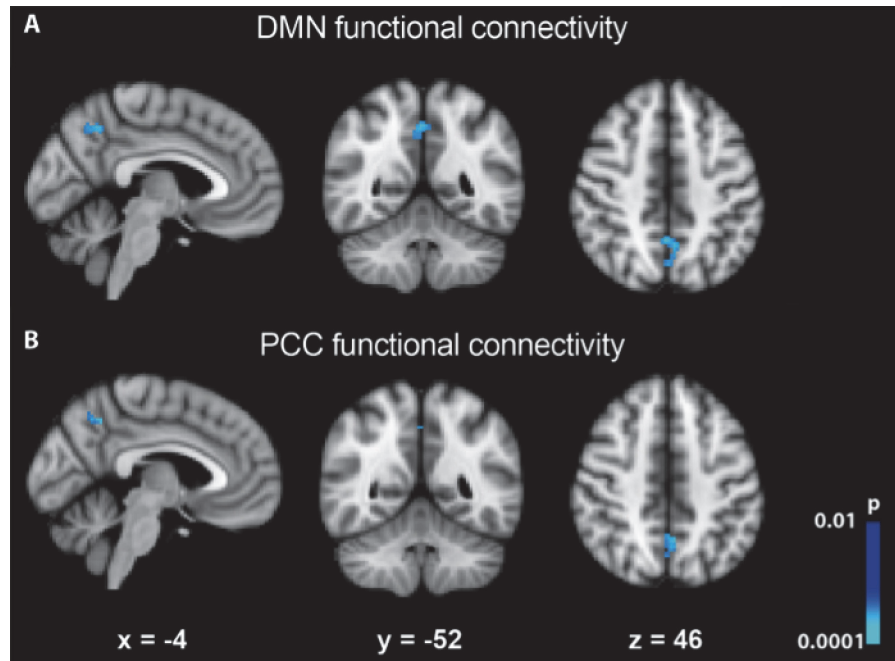 A
DMN functional connectivity
B
PCC functional connectivity
p
0.01
0.0001
x = -4
y = -52
z = 46